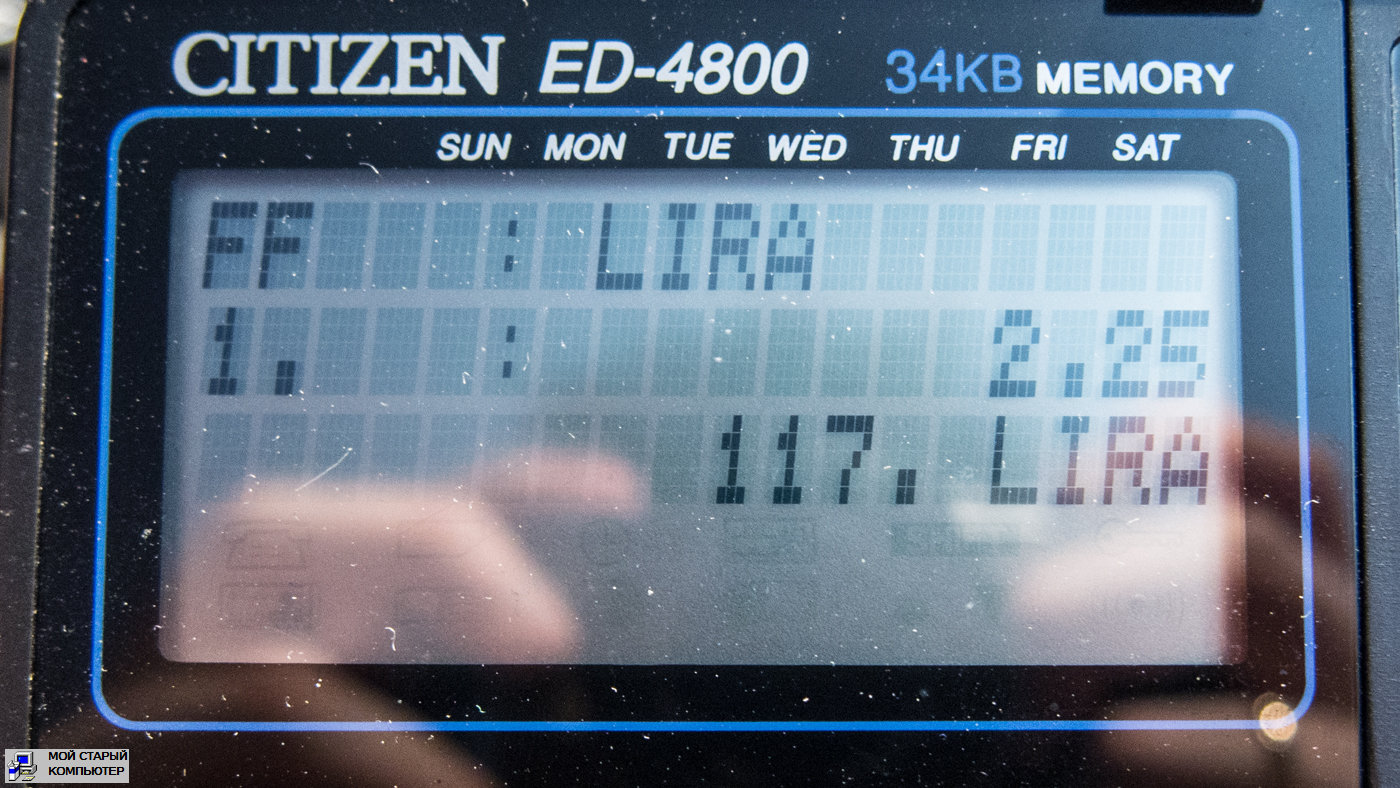 CITIZEN ED-4800 34KB MEMORY
SUN MON TUE WED THU FRI SAT
FF : LIRA
1. : 2.25
117. LIRA
МОЙ СТАРЫЙ
КОМПЬЮТЕР